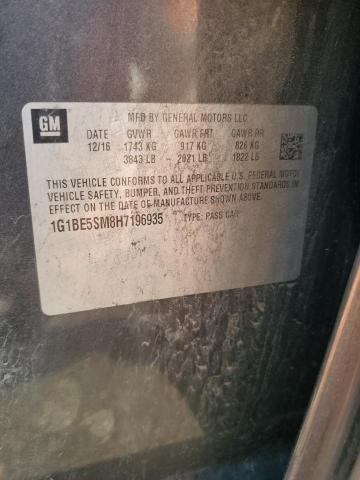 GM
MFD BY GENERAL MOTORS LLC
DATE GVWR GAWR FRT GAWR RR
12/16 1743 KG 917 KG 826 KG
3843 LB 2021 LB 1822 LB
THIS VEHICLE CONFORMS TO ALL APPLICABLE U.S. FEDERAL MOTOR
VEHICLE SAFETY, BUMPER, AND THEFT PREVENTION STANDARDS IN
EFFECT ON THE DATE OF MANUFACTURE SHOWN ABOVE.
1G1BE5SM8H7196935 TYPE: PASS CAR